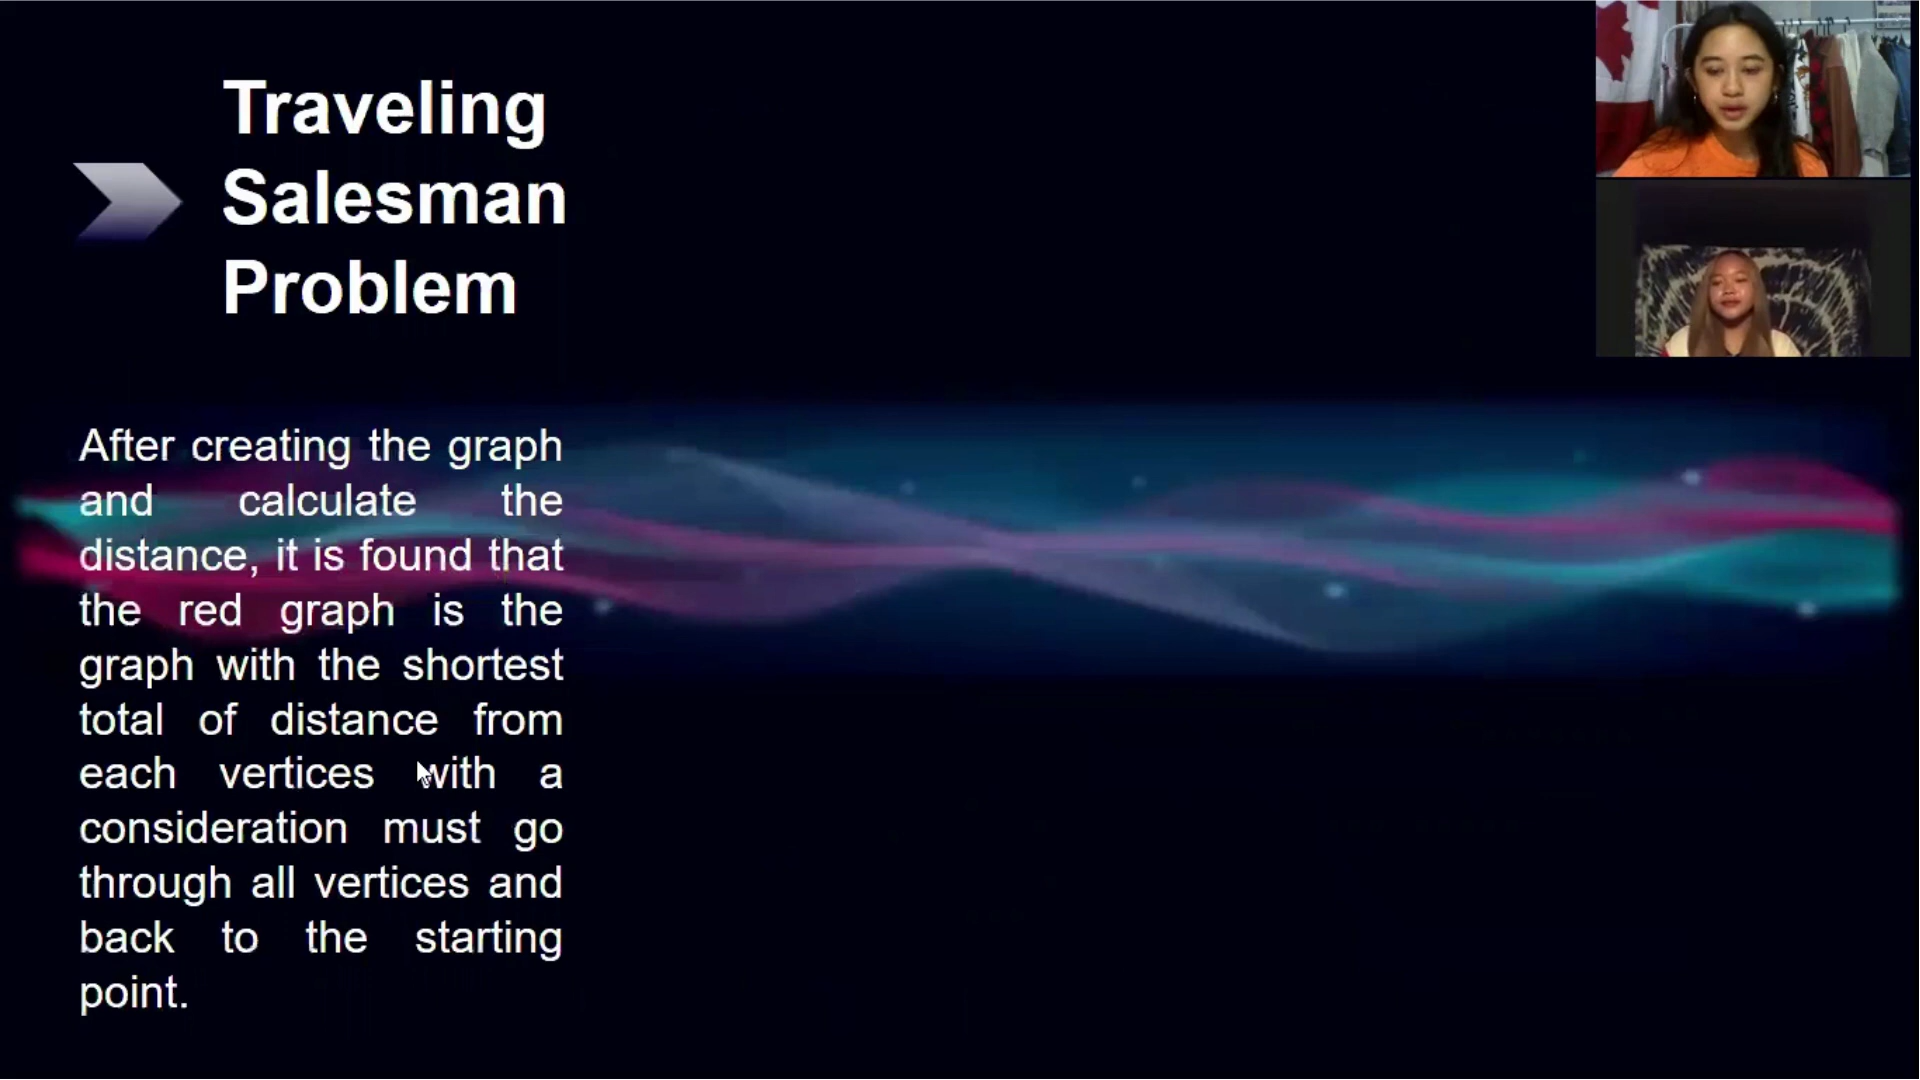 Traveling
Salesman
Problem
After creating the graph
and calculate the
distance, it is found that
the red graph is the
graph with the shortest
total of distance from
each vertices with a
consideration must go
through all vertices and
back to the starting
point.